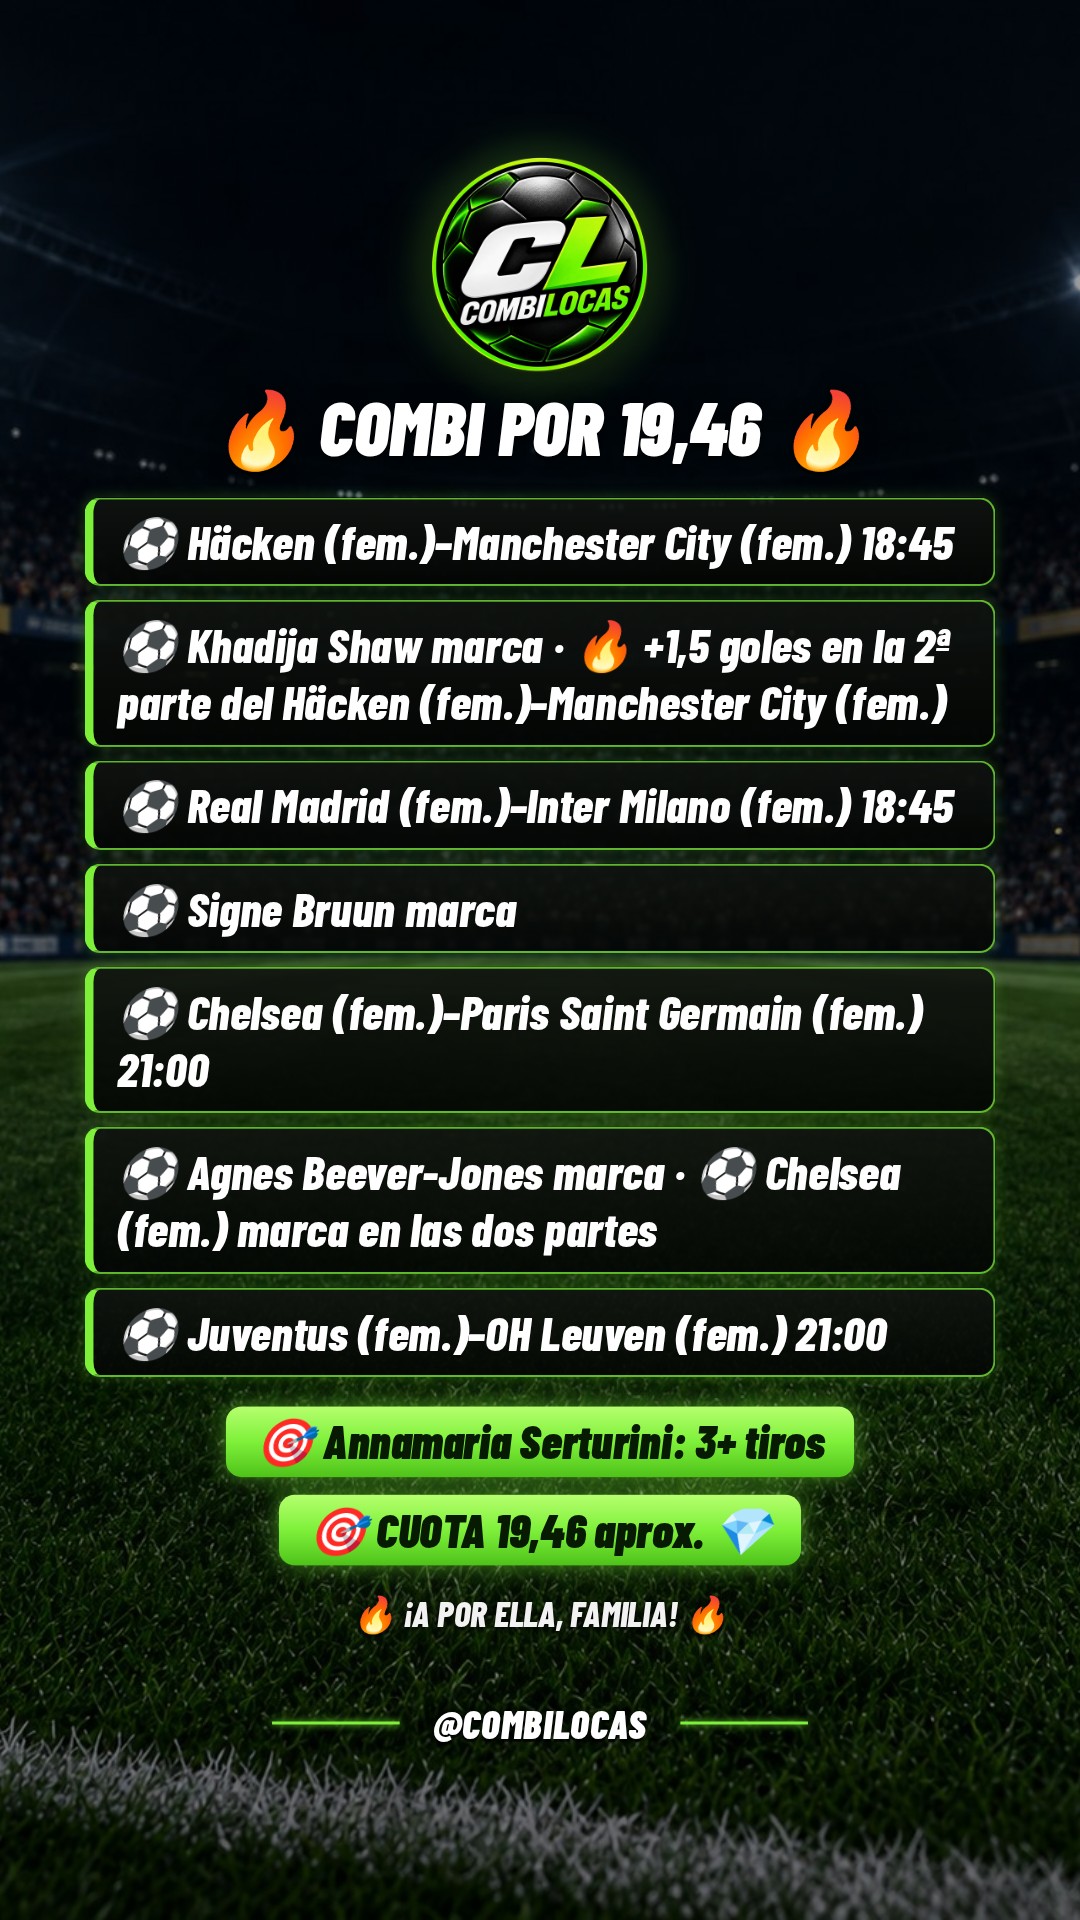 CL
COMBILOCAS
🔥 COMBI POR 19,46 🔥
⚽ Häcken (fem.)-Manchester City (fem.) 18:45
⚽ Khadija Shaw marca · 🔥 +1,5 goles en la 2ª
parte del Häcken (fem.)-Manchester City (fem.)
⚽ Real Madrid (fem.)-Inter Milano (fem.) 18:45
⚽ Signe Bruun marca
⚽ Chelsea (fem.)-Paris Saint Germain (fem.)
21:00
⚽ Agnes Beever-Jones marca · ⚽ Chelsea
(fem.) marca en las dos partes
⚽ Juventus (fem.)-OH Leuven (fem.) 21:00
🎯 Annamaria Serturini: 3+ tiros
🎯 CUOTA 19,46 aprox. 💎
🔥 ¡A POR ELLA, FAMILIA! 🔥
@COMBILOCAS